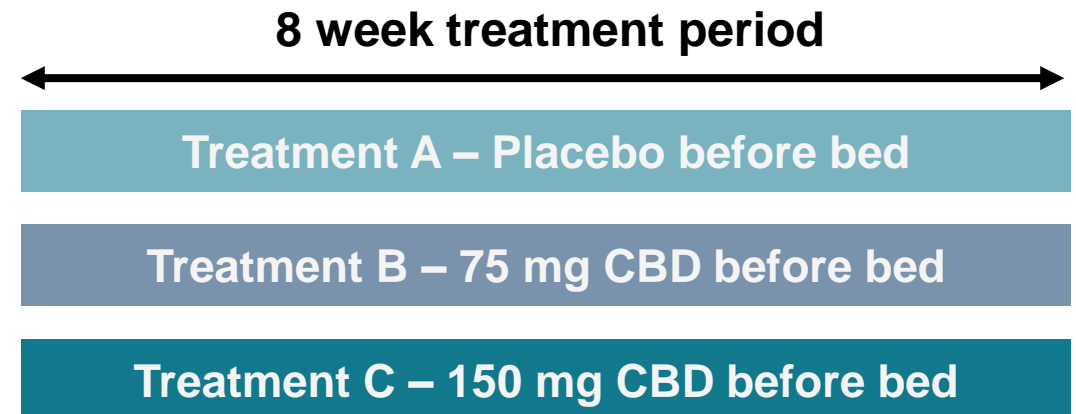 8 week treatment period
Treatment A – Placebo before bed
Treatment B – 75 mg CBD before bed
Treatment C – 150 mg CBD before bed